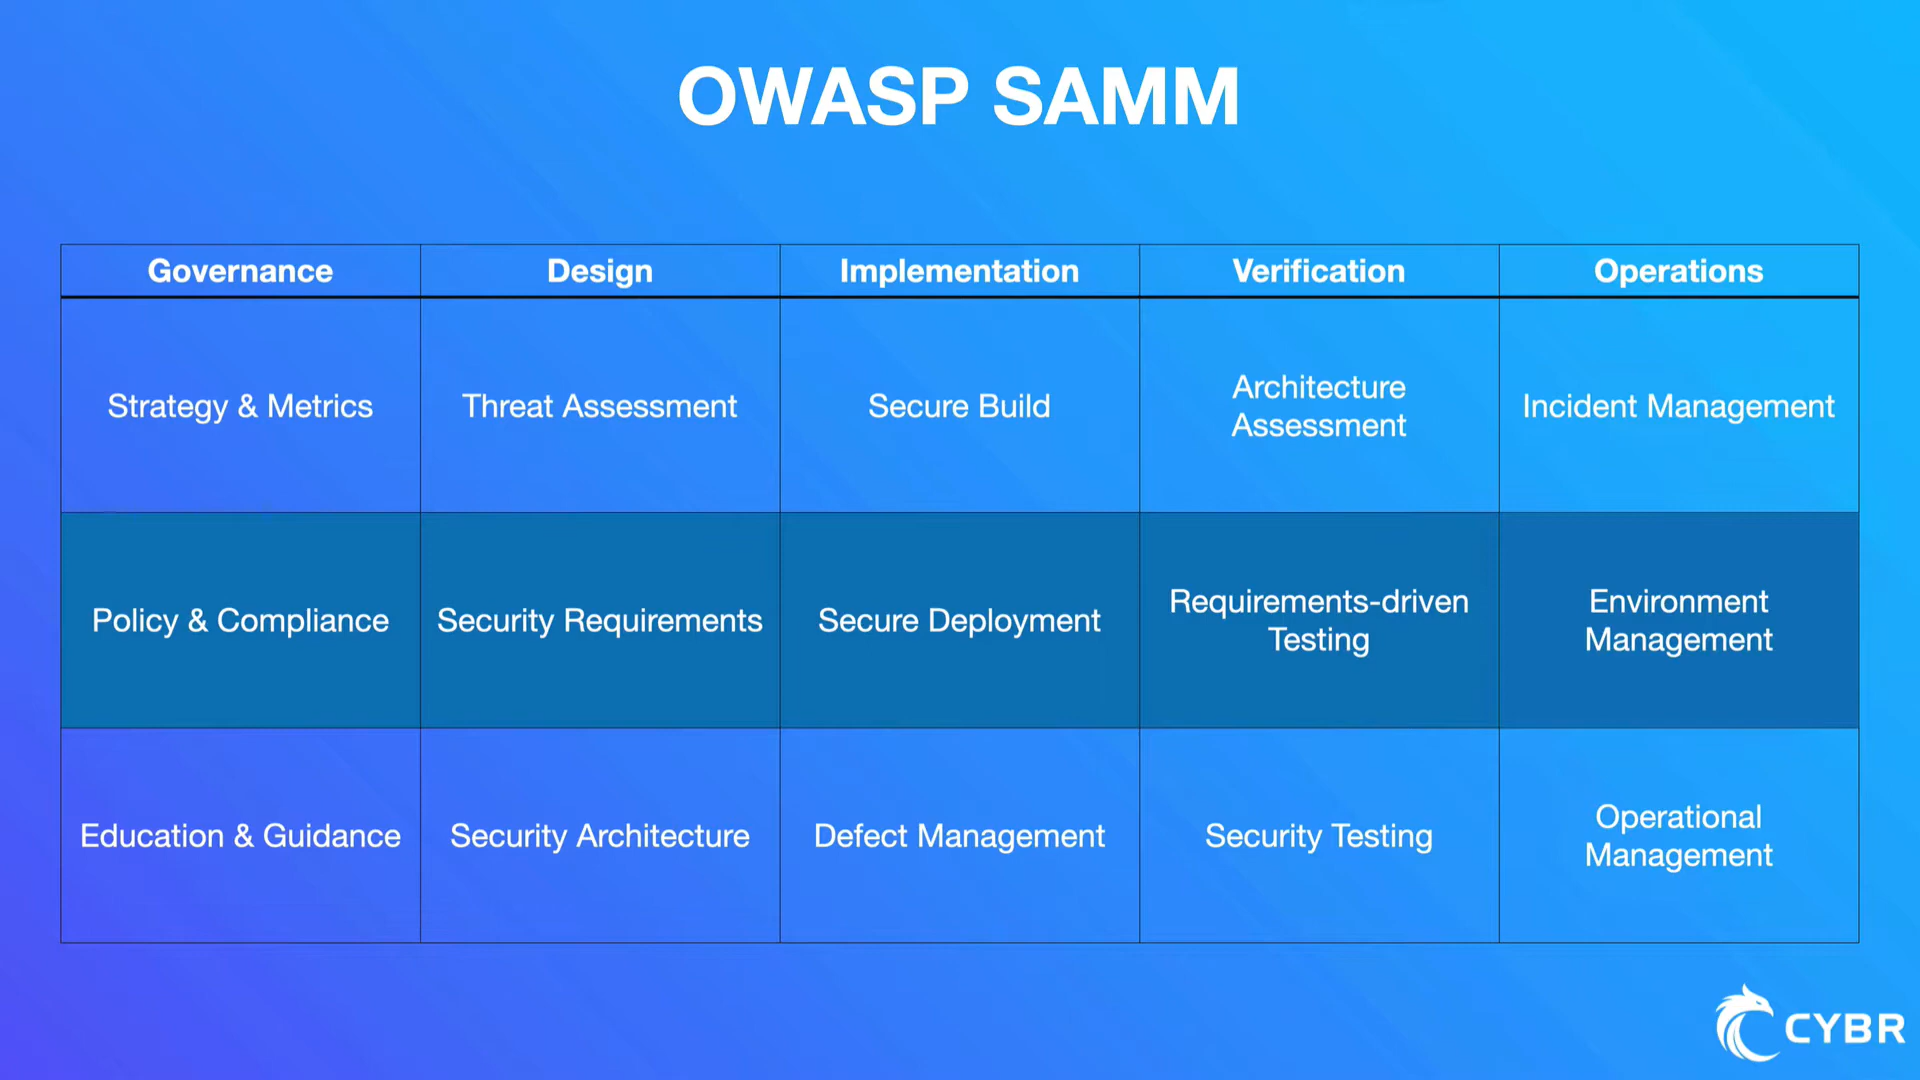 OWASP SAMM
Governance
Design
Implementation
Verification
Operations
Strategy & Metrics
Threat Assessment
Secure Build
Architecture
Assessment
Incident Management
Policy & Compliance
Security Requirements
Secure Deployment
Requirements-driven
Testing
Environment
Management
Education & Guidance
Security Architecture
Defect Management
Security Testing
Operational
Management
CYBR